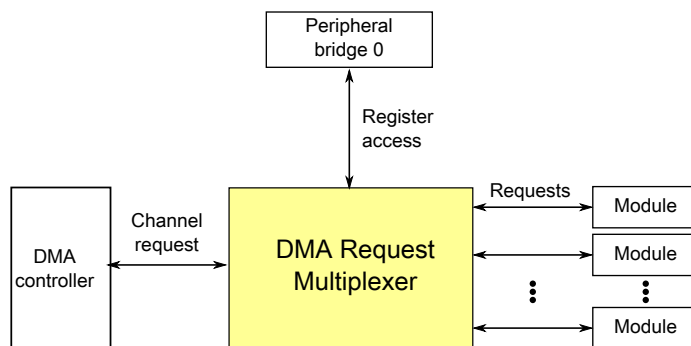 Peripheral
bridge 0
Register
access
Requests
Module
Channel
request
DMA
controller
DMA Request
Multiplexer
Module
Module